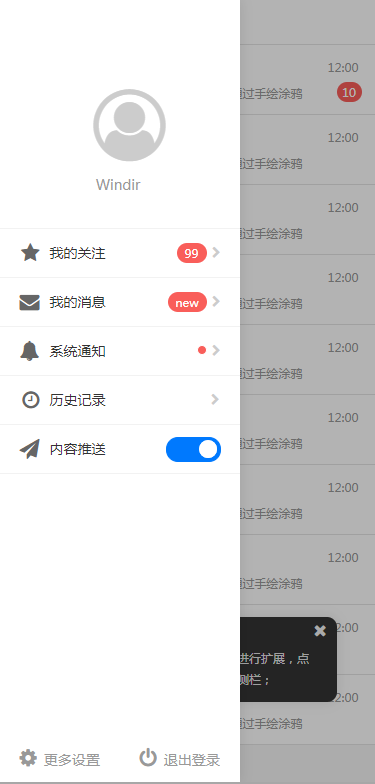 Windir
我的关注 99
我的消息 new
系统通知
历史记录
内容推送
更多设置 退出登录
12:00
过手绘涂鸦 10
12:00
过手绘涂鸦
12:00
过手绘涂鸦
12:00
过手绘涂鸦
12:00
过手绘涂鸦
12:00
过手绘涂鸦
12:00
过手绘涂鸦
12:00
过手绘涂鸦
2:00
进行扩展，点
侧栏；
:00
过手绘涂鸦